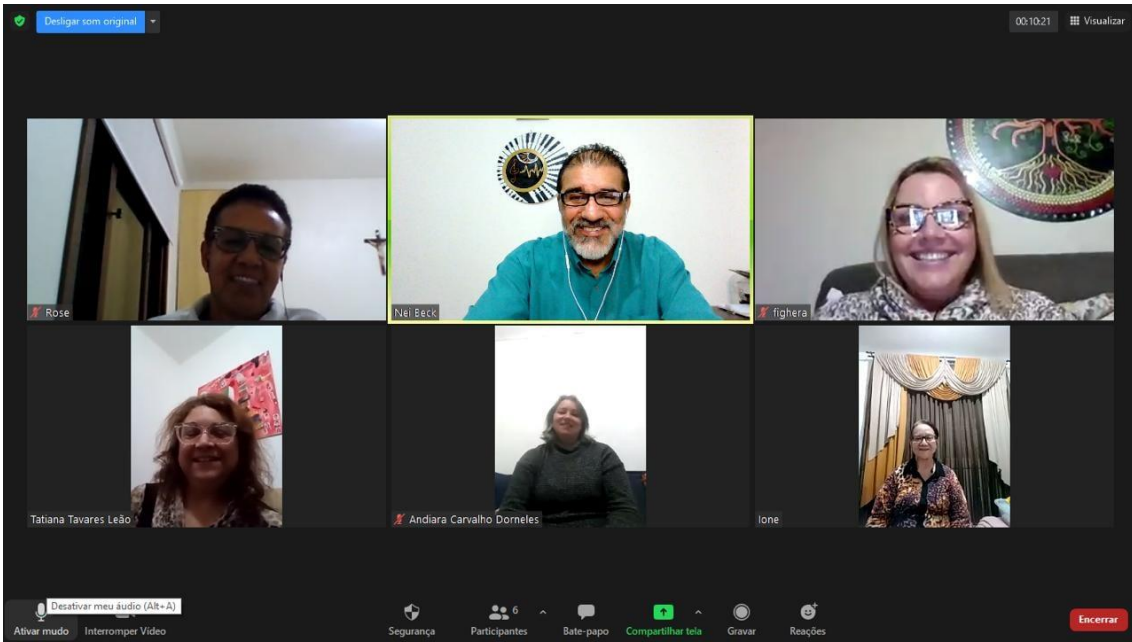 Desligar som original
00:10:21
Visualizar
Rose
Nei Beck
fighera
Tatiana Tavares Leão
Andiara Carvalho Dorneles
Ione
Desativar meu áudio (Alt+A)
Ativar mudo
Interromper Vídeo
Segurança
6
Participantes
Bate-papo
Compartilhar tela
Gravar
Reações
Encerrar